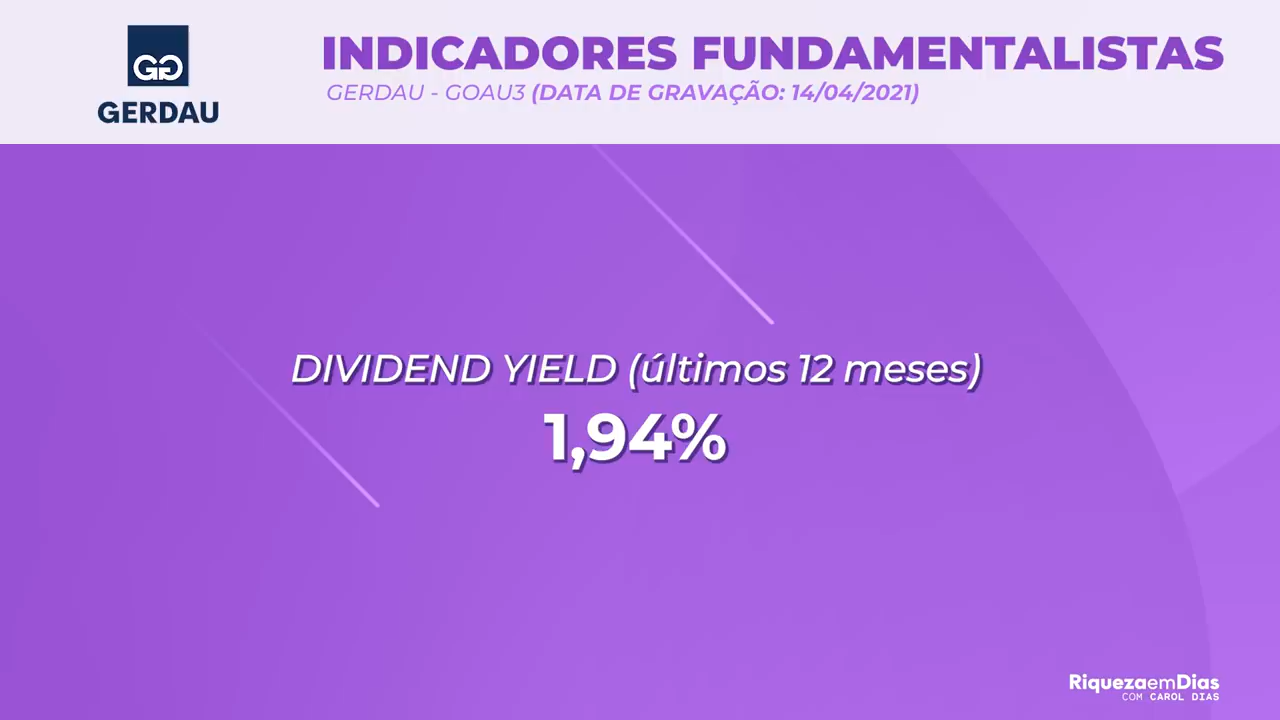 GG
GERDAU
INDICADORES FUNDAMENTALISTAS
GERDAU - GOAU3 (DATA DE GRAVAÇÃO: 14/04/2021)
DIVIDEND YIELD (últimos 12 meses)
1,94%
RiquezaemDias
COM CAROL DIAS